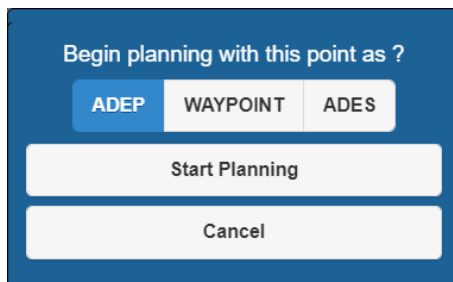 Begin planning with this point as ?
ADEP WAYPOINT ADES
Start Planning
Cancel